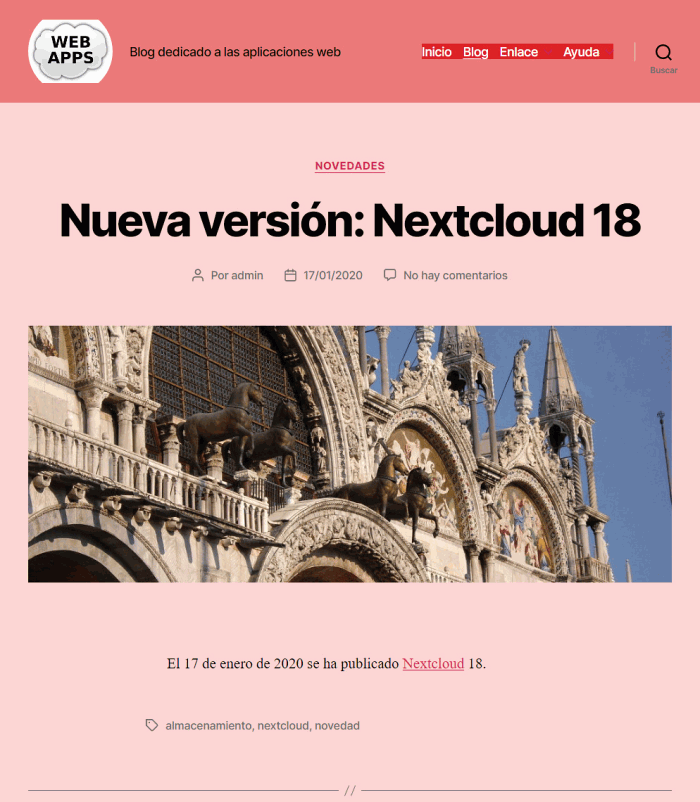 WEB
APPS
Blog dedicado a las aplicaciones web
Inicio Blog Enlace Ayuda
Buscar
NOVEDADES
Nueva versión: Nextcloud 18
Por admin 17/01/2020 No hay comentarios
El 17 de enero de 2020 se ha publicado Nextcloud 18.
almacenamiento, nextcloud, novedad
//